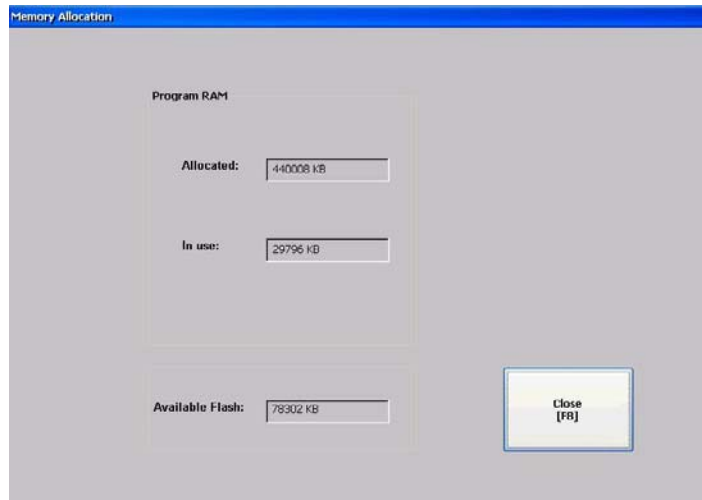 Memory Allocation
Program RAM
Allocated: 440008 KB
In use: 29796 KB
Available Flash: 78302 KB
Close
[F8]